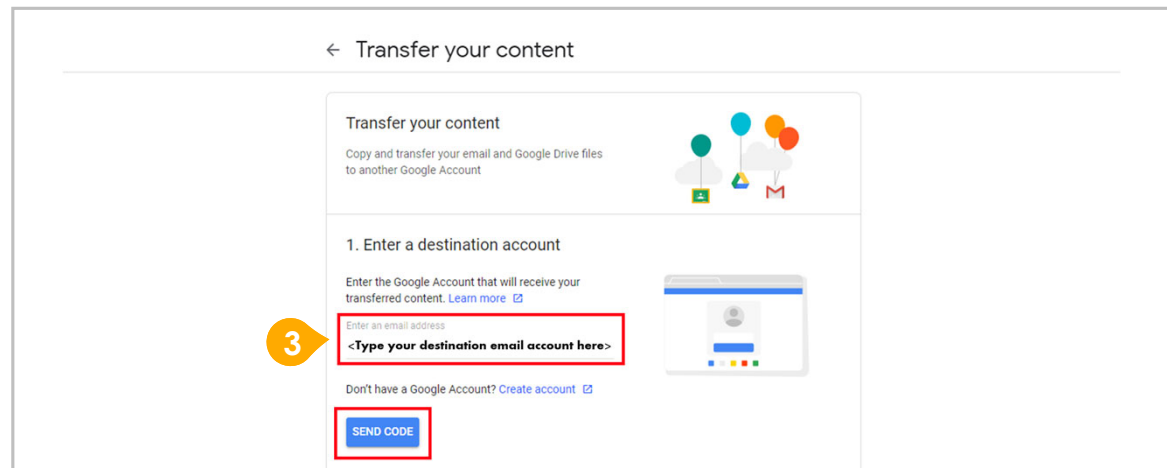 ← Transfer your content
Transfer your content
Copy and transfer your email and Google Drive files
to another Google Account
1. Enter a destination account
Enter the Google Account that will receive your
transferred content. Learn more
Enter an email address
3
<Type your destination email account here>
Don't have a Google Account? Create account
SEND CODE